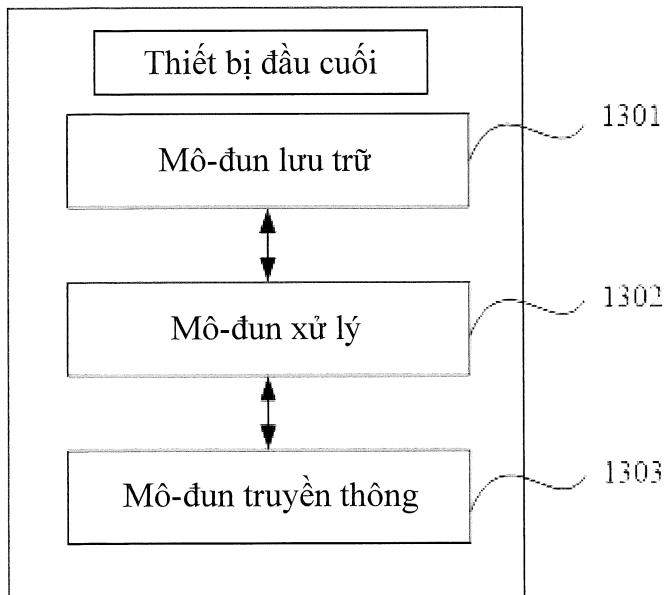 Thiết bị đầu cuối
Mô-đun lưu trữ
1301
Mô-đun xử lý
1302
Mô-đun truyền thông
1303